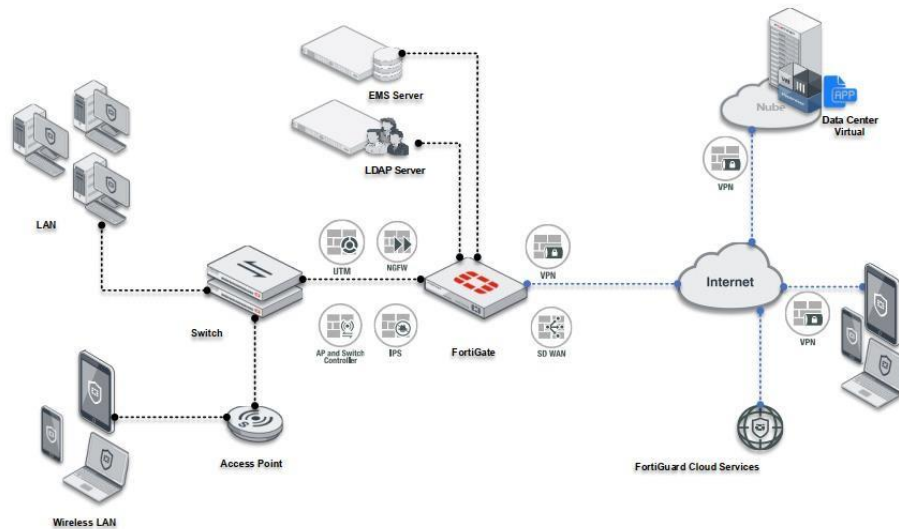 EMS Server
LDAP Server
Nube
APP
Data Center
Virtual
VPN
LAN
UTM
NGFW
VPN
Internet
VPN
Switch
AP and Switch
Controller
IPS
FortiGate
SD WAN
Access Point
FortiGuard Cloud Services
Wireless LAN